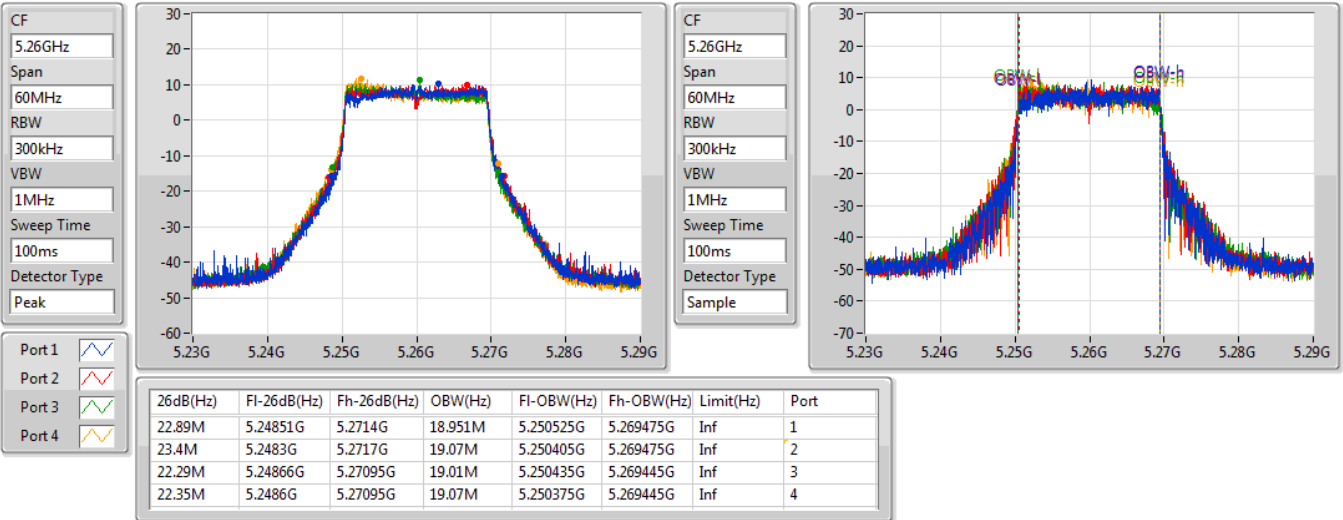 CF
5.26GHz
Span
60MHz
RBW
300kHz
VBW
1MHz
Sweep Time
100ms
Detector Type
Peak
30
20
10
0
-10
-20
-30
-40
-50
-60
5.23G 5.24G 5.25G 5.26G 5.27G 5.28G 5.29G
CF
5.26GHz
Span
60MHz
RBW
300kHz
VBW
1MHz
Sweep Time
100ms
Detector Type
Sample
30
20
10
0
-10
-20
-30
-40
-50
-60
-70
OBW-l OBW-h
5.23G 5.24G 5.25G 5.26G 5.27G 5.28G 5.29G
Port 1
Port 2
Port 3
Port 4
26dB(Hz) Fl-26dB(Hz) Fh-26dB(Hz) OBW(Hz) Fl-OBW(Hz) Fh-OBW(Hz) Limit(Hz) Port
22.89M 5.24851G 5.2714G 18.951M 5.250525G 5.269475G Inf 1
23.4M 5.2483G 5.2717G 19.07M 5.250405G 5.269475G Inf 2
22.29M 5.24866G 5.27095G 19.01M 5.250435G 5.269445G Inf 3
22.35M 5.2486G 5.27095G 19.07M 5.250375G 5.269445G Inf 4